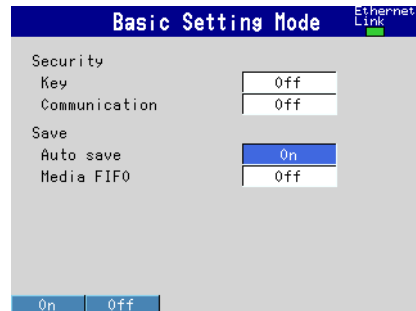 Basic Setting Mode
Ethernet
Link
Security
Key Off
Communication Off
Save
Auto save On
Media FIFO Off
On Off